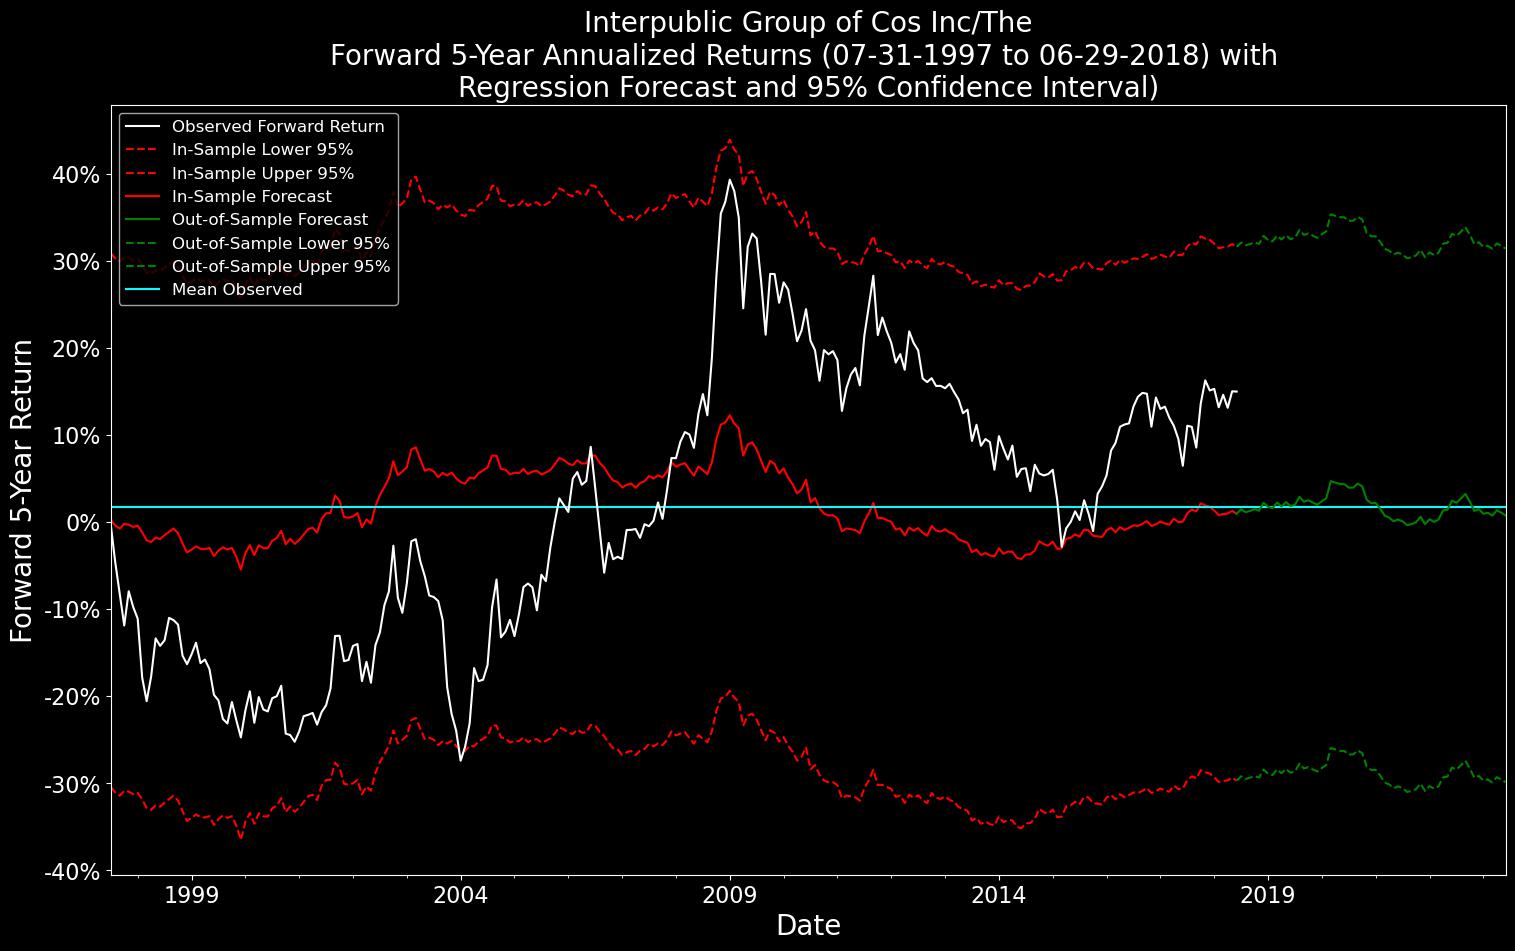 Interpublic Group of Cos Inc/The
Forward 5-Year Annualized Returns (07-31-1997 to 06-29-2018) with
Regression Forecast and 95% Confidence Interval)
Observed Forward Return
In-Sample Lower 95%
In-Sample Upper 95%
In-Sample Forecast
Out-of-Sample Forecast
Out-of-Sample Lower 95%
Out-of-Sample Upper 95%
Mean Observed
Forward 5-Year Return
40%
30%
20%
10%
0%
-10%
-20%
-30%
-40%
1999
2004
2009
2014
2019
Date